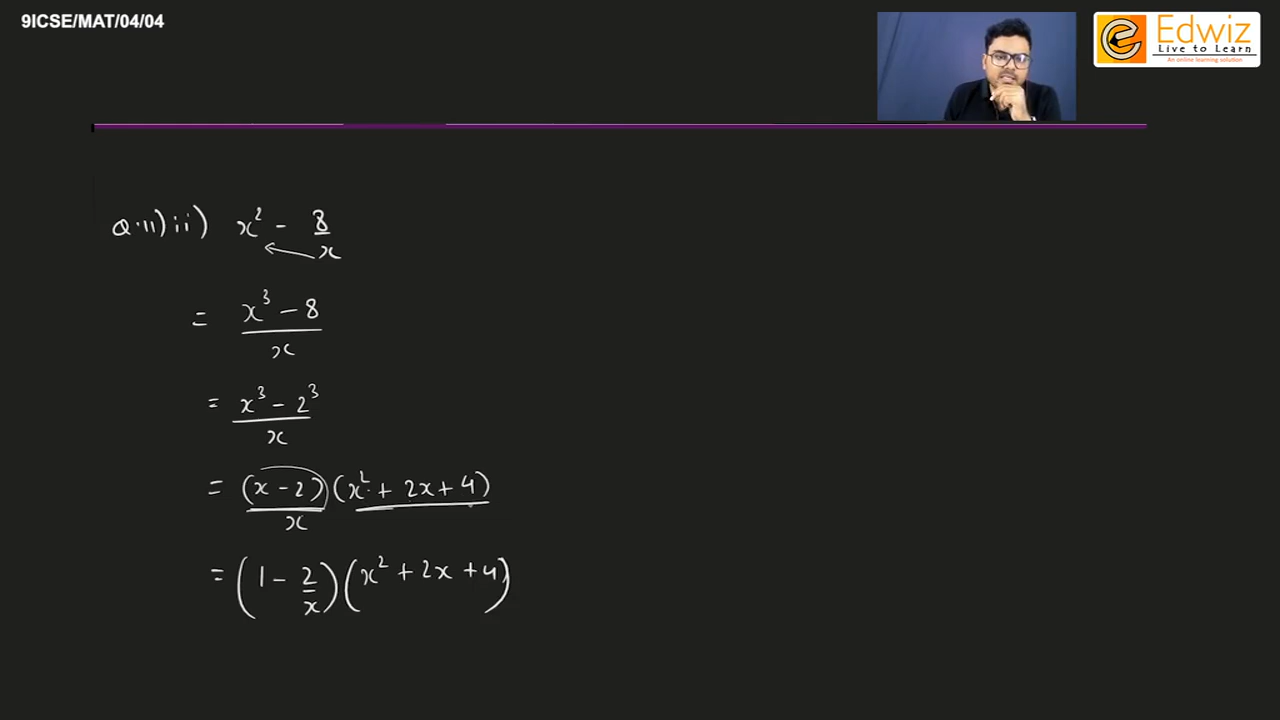 9ICSE/MAT/04/04
Edwiz
Live to Learn
An online learning solution
Q.11) ii) x² - 8/x
= (x³ - 8)/x
= (x³ - 2³)/x
= (x - 2)/x (x² + 2x + 4)
= (1 - 2/x)(x² + 2x + 4)